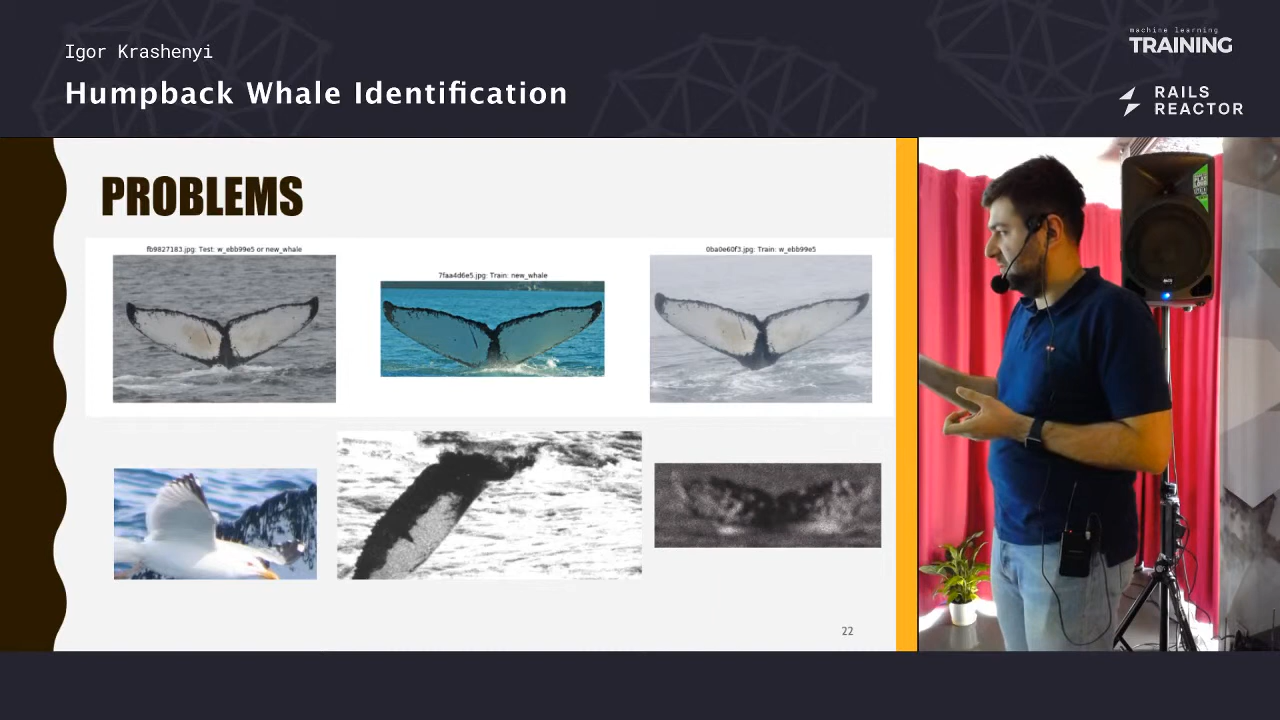 Igor Krashenyi
Humpback Whale Identification
machine learning
TRAINING
RAILS
REACTOR
PROBLEMS
fb9827183.jpg: Test: w_ebb99e5 or new_whale
7faa4d6e5.jpg: Train: new_whale
0ba0e60f3.jpg: Train: w_ebb99e5
22